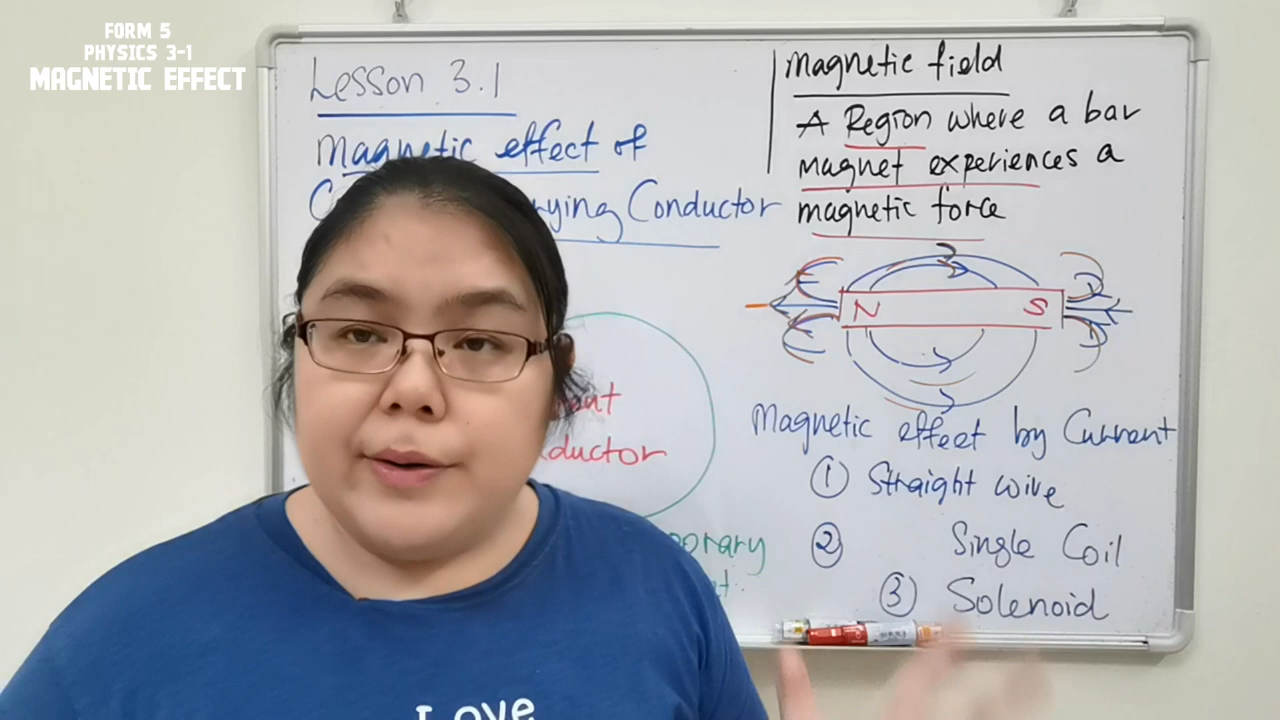 FORM 5
PHYSICS 3-1
MAGNETIC EFFECT
Lesson 3.1
Magnetic effect of
Conductor
Magnetic field
A Region where a bar
magnet experiences a
magnetic force
N S
Magnetic effect by Current
① Straight wire
② Single Coil
③ Solenoid
Love